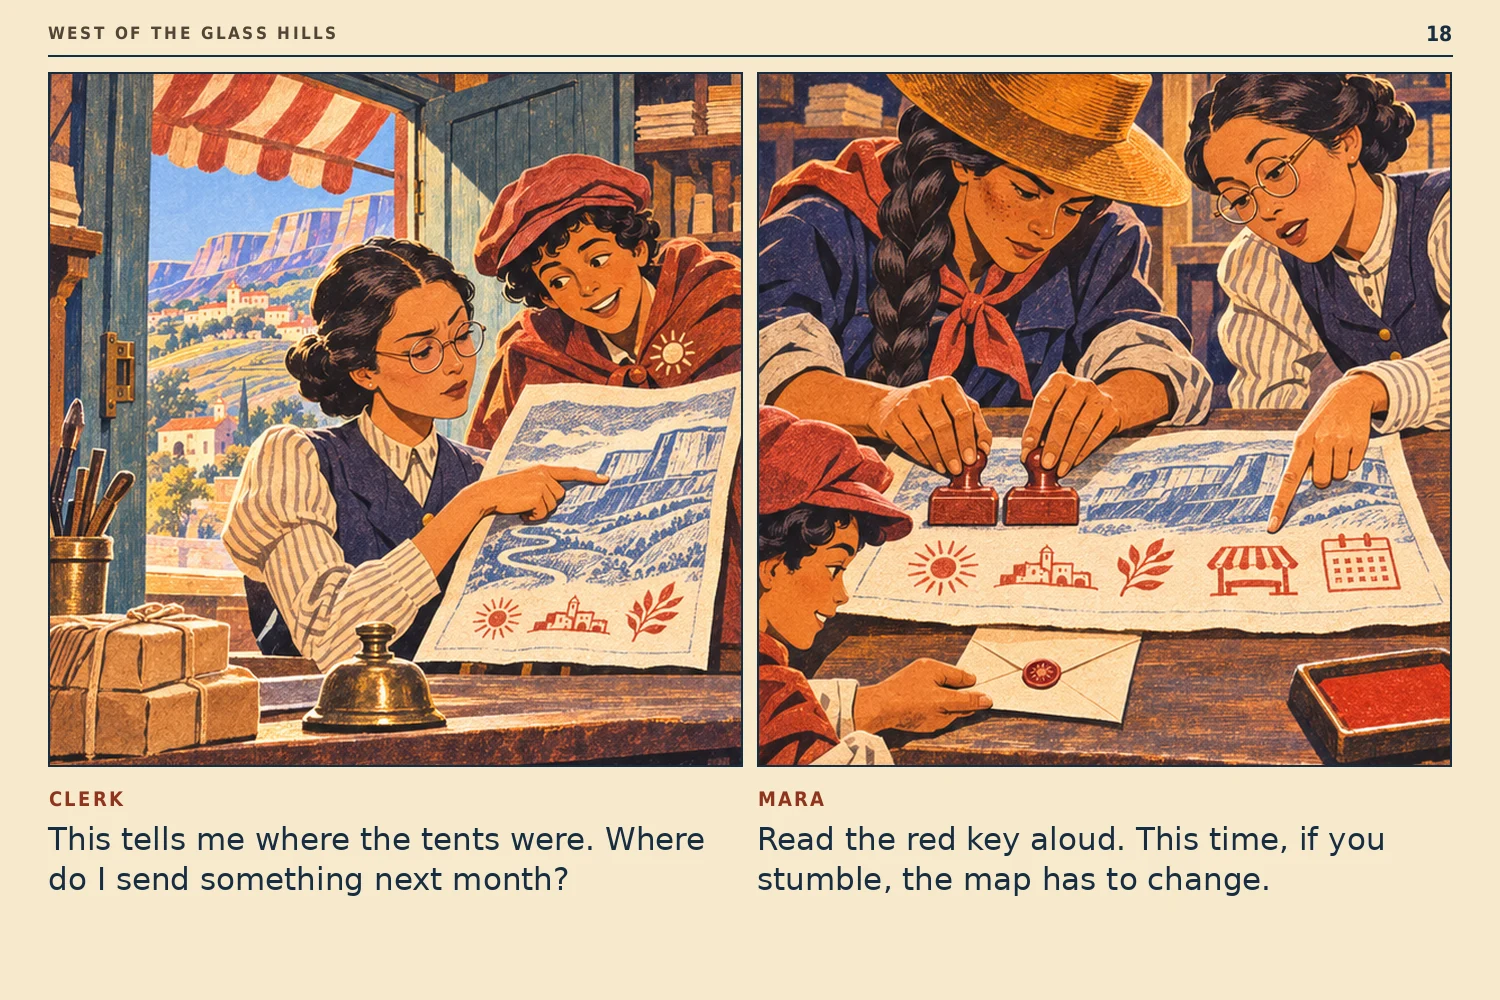 WEST OF THE GLASS HILLS
18
CLERK
This tells me where the tents were. Where
do I send something next month?
MARA
Read the red key aloud. This time, if you
stumble, the map has to change.